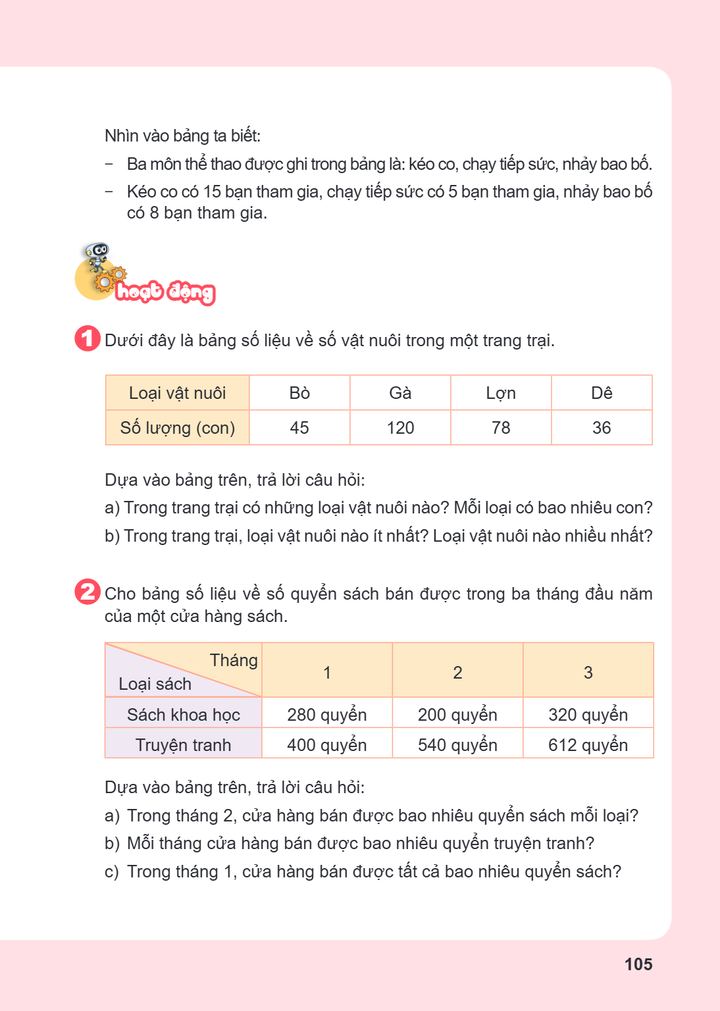 Nhìn vào bảng ta biết:
– Ba môn thể thao được ghi trong bảng là: kéo co, chạy tiếp sức, nhảy bao bố.
– Kéo co có 15 bạn tham gia, chạy tiếp sức có 5 bạn tham gia, nhảy bao bố
có 8 bạn tham gia.
hoạt động
1 Dưới đây là bảng số liệu về số vật nuôi trong một trang trại.
Loại vật nuôi Bò Gà Lợn Dê
Số lượng (con) 45 120 78 36
Dựa vào bảng trên, trả lời câu hỏi:
a) Trong trang trại có những loại vật nuôi nào? Mỗi loại có bao nhiêu con?
b) Trong trang trại, loại vật nuôi nào ít nhất? Loại vật nuôi nào nhiều nhất?
2 Cho bảng số liệu về số quyển sách bán được trong ba tháng đầu năm
của một cửa hàng sách.
Tháng
Loại sách
1 2 3
Sách khoa học 280 quyển 200 quyển 320 quyển
Truyện tranh 400 quyển 540 quyển 612 quyển
Dựa vào bảng trên, trả lời câu hỏi:
a) Trong tháng 2, cửa hàng bán được bao nhiêu quyển sách mỗi loại?
b) Mỗi tháng cửa hàng bán được bao nhiêu quyển truyện tranh?
c) Trong tháng 1, cửa hàng bán được tất cả bao nhiêu quyển sách?
105